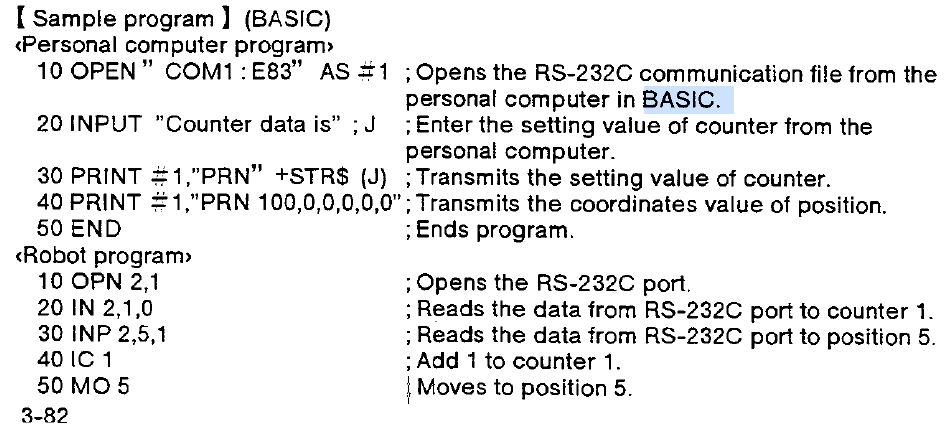 【 Sample program 】 (BASIC)
‹Personal computer program›
10 OPEN " COM1 : E83" AS #1 ; Opens the RS-232C communication file from the
personal computer in BASIC.
20 INPUT "Counter data is" ; J ; Enter the setting value of counter from the
personal computer.
30 PRINT #1,"PRN" +STR$ (J) ; Transmits the setting value of counter.
40 PRINT #1,"PRN 100,0,0,0,0,0" ; Transmits the coordinates value of position.
50 END ; Ends program.
‹Robot program›
10 OPN 2,1 ; Opens the RS-232C port.
20 IN 2,1,0 ; Reads the data from RS-232C port to counter 1.
30 INP 2,5,1 ; Reads the data from RS-232C port to position 5.
40 IC 1 ; Add 1 to counter 1.
50 MO 5 ; Moves to position 5.
3-82